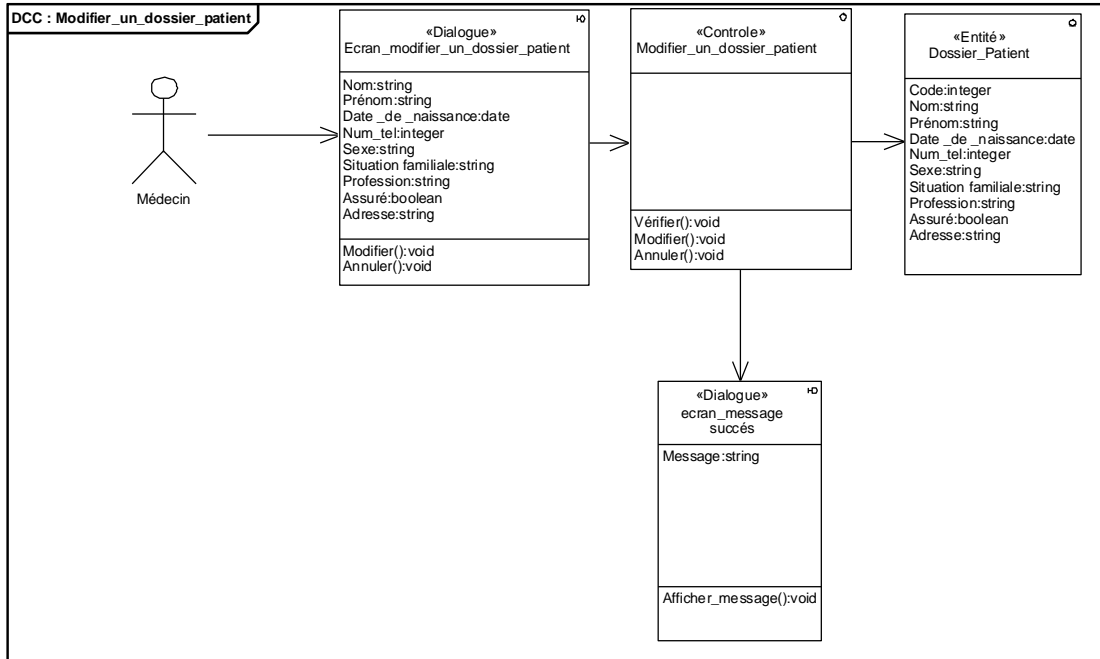 DCC : Modifier_un_dossier_patient
Médecin
«Dialogue»
Ecran_modifier_un_dossier_patient
Nom:string
Prénom:string
Date _de _naissance:date
Num_tel:integer
Sexe:string
Situation familiale:string
Profession:string
Assuré:boolean
Adresse:string
Modifier():void
Annuler():void
«Controle»
Modifier_un_dossier_patient
Vérifier():void
Modifier():void
Annuler():void
«Entité»
Dossier_Patient
Code:integer
Nom:string
Prénom:string
Date _de _naissance:date
Num_tel:integer
Sexe:string
Situation familiale:string
Profession:string
Assuré:boolean
Adresse:string
«Dialogue»
ecran_message
succés
Message:string
Afficher_message():void